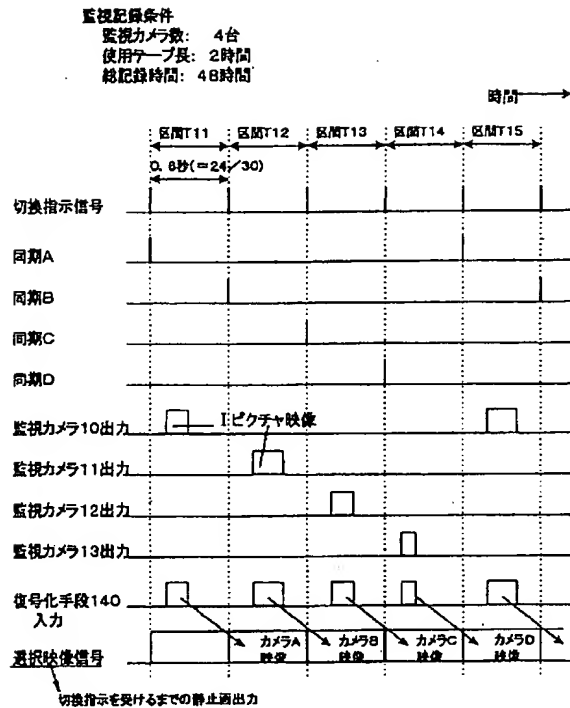 監視記録条件
監視カメラ数: 4台
使用テープ長: 2時間
総記録時間: 48時間
時間
区間T11 区間T12 区間T13 区間T14 区間T15
0.8秒(=24/30)
切換指示信号
同期A
同期B
同期C
同期D
監視カメラ10出力
Iピクチャ映像
監視カメラ11出力
監視カメラ12出力
監視カメラ13出力
復号化手段140
入力
カメラA カメラB カメラC カメラD
映像 映像 映像 映像
選択映像信号
切換指示を受けるまでの静止画出力